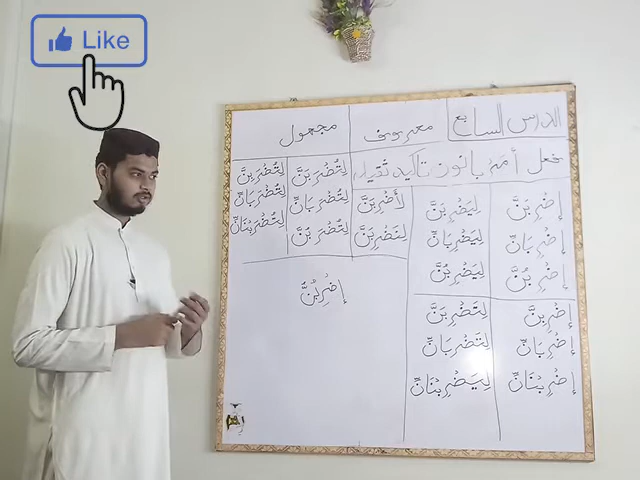 Like
الدرس السابع معروف مجهول
فعل أمر بانون تاكيد ثقيلہ
إِضْرِبَنَّ لِيَضْرِبَنَّ لَأَضْرِبَنَّ لِتُضْرَبَنَّ لِتُضْرَبِنَّ
إِضْرِبَانِّ لِيَضْرِبَانِّ لِنَضْرِبَنَّ لِتُضْرَبَانِّ لِتُضْرَبَانِّ
إِضْرِبُنَّ لِيَضْرِبُنَّ لِتُضْرَبُنَّ لِتُضْرَبْنَانِّ
إِضْرِبُنَّ
إِضْرِبِنَّ لِتَضْرِبَنَّ
إِضْرِبَانِّ لِتَضْرِبَانِّ
إِضْرِبْنَانِّ لِيَضْرِبْنَانِّ